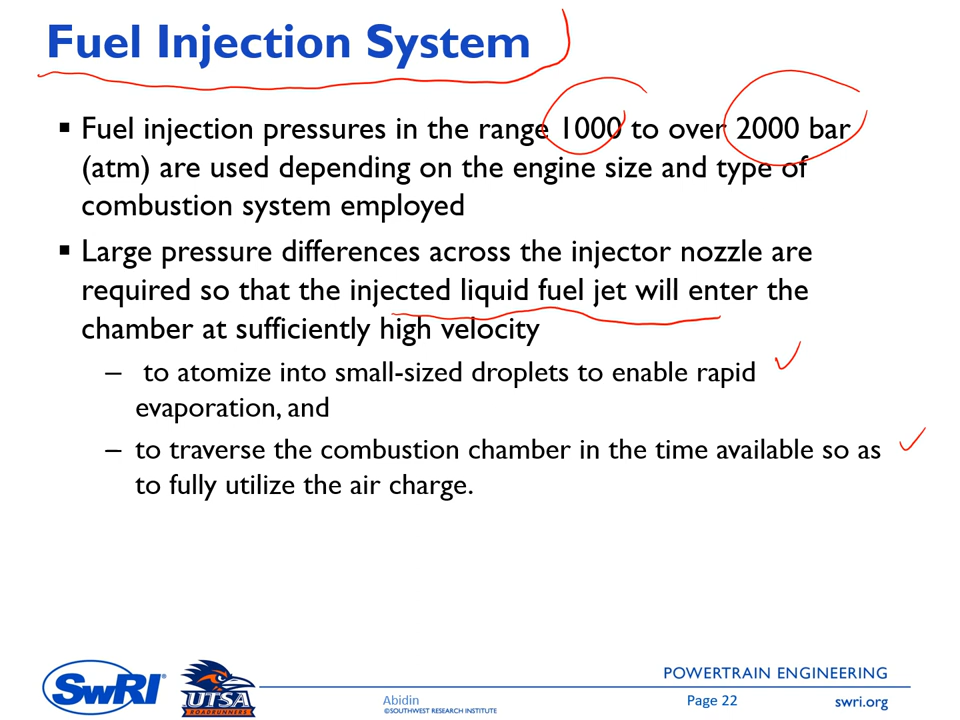 Fuel Injection System
▪ Fuel injection pressures in the range 1000 to over 2000 bar
(atm) are used depending on the engine size and type of
combustion system employed
▪ Large pressure differences across the injector nozzle are
required so that the injected liquid fuel jet will enter the
chamber at sufficiently high velocity
– to atomize into small-sized droplets to enable rapid
evaporation, and
– to traverse the combustion chamber in the time available so as
to fully utilize the air charge.
SwRI
UTSA
ROADRUNNERS
POWERTRAIN ENGINEERING
Abidin
©SOUTHWEST RESEARCH INSTITUTE
Page 22
swri.org